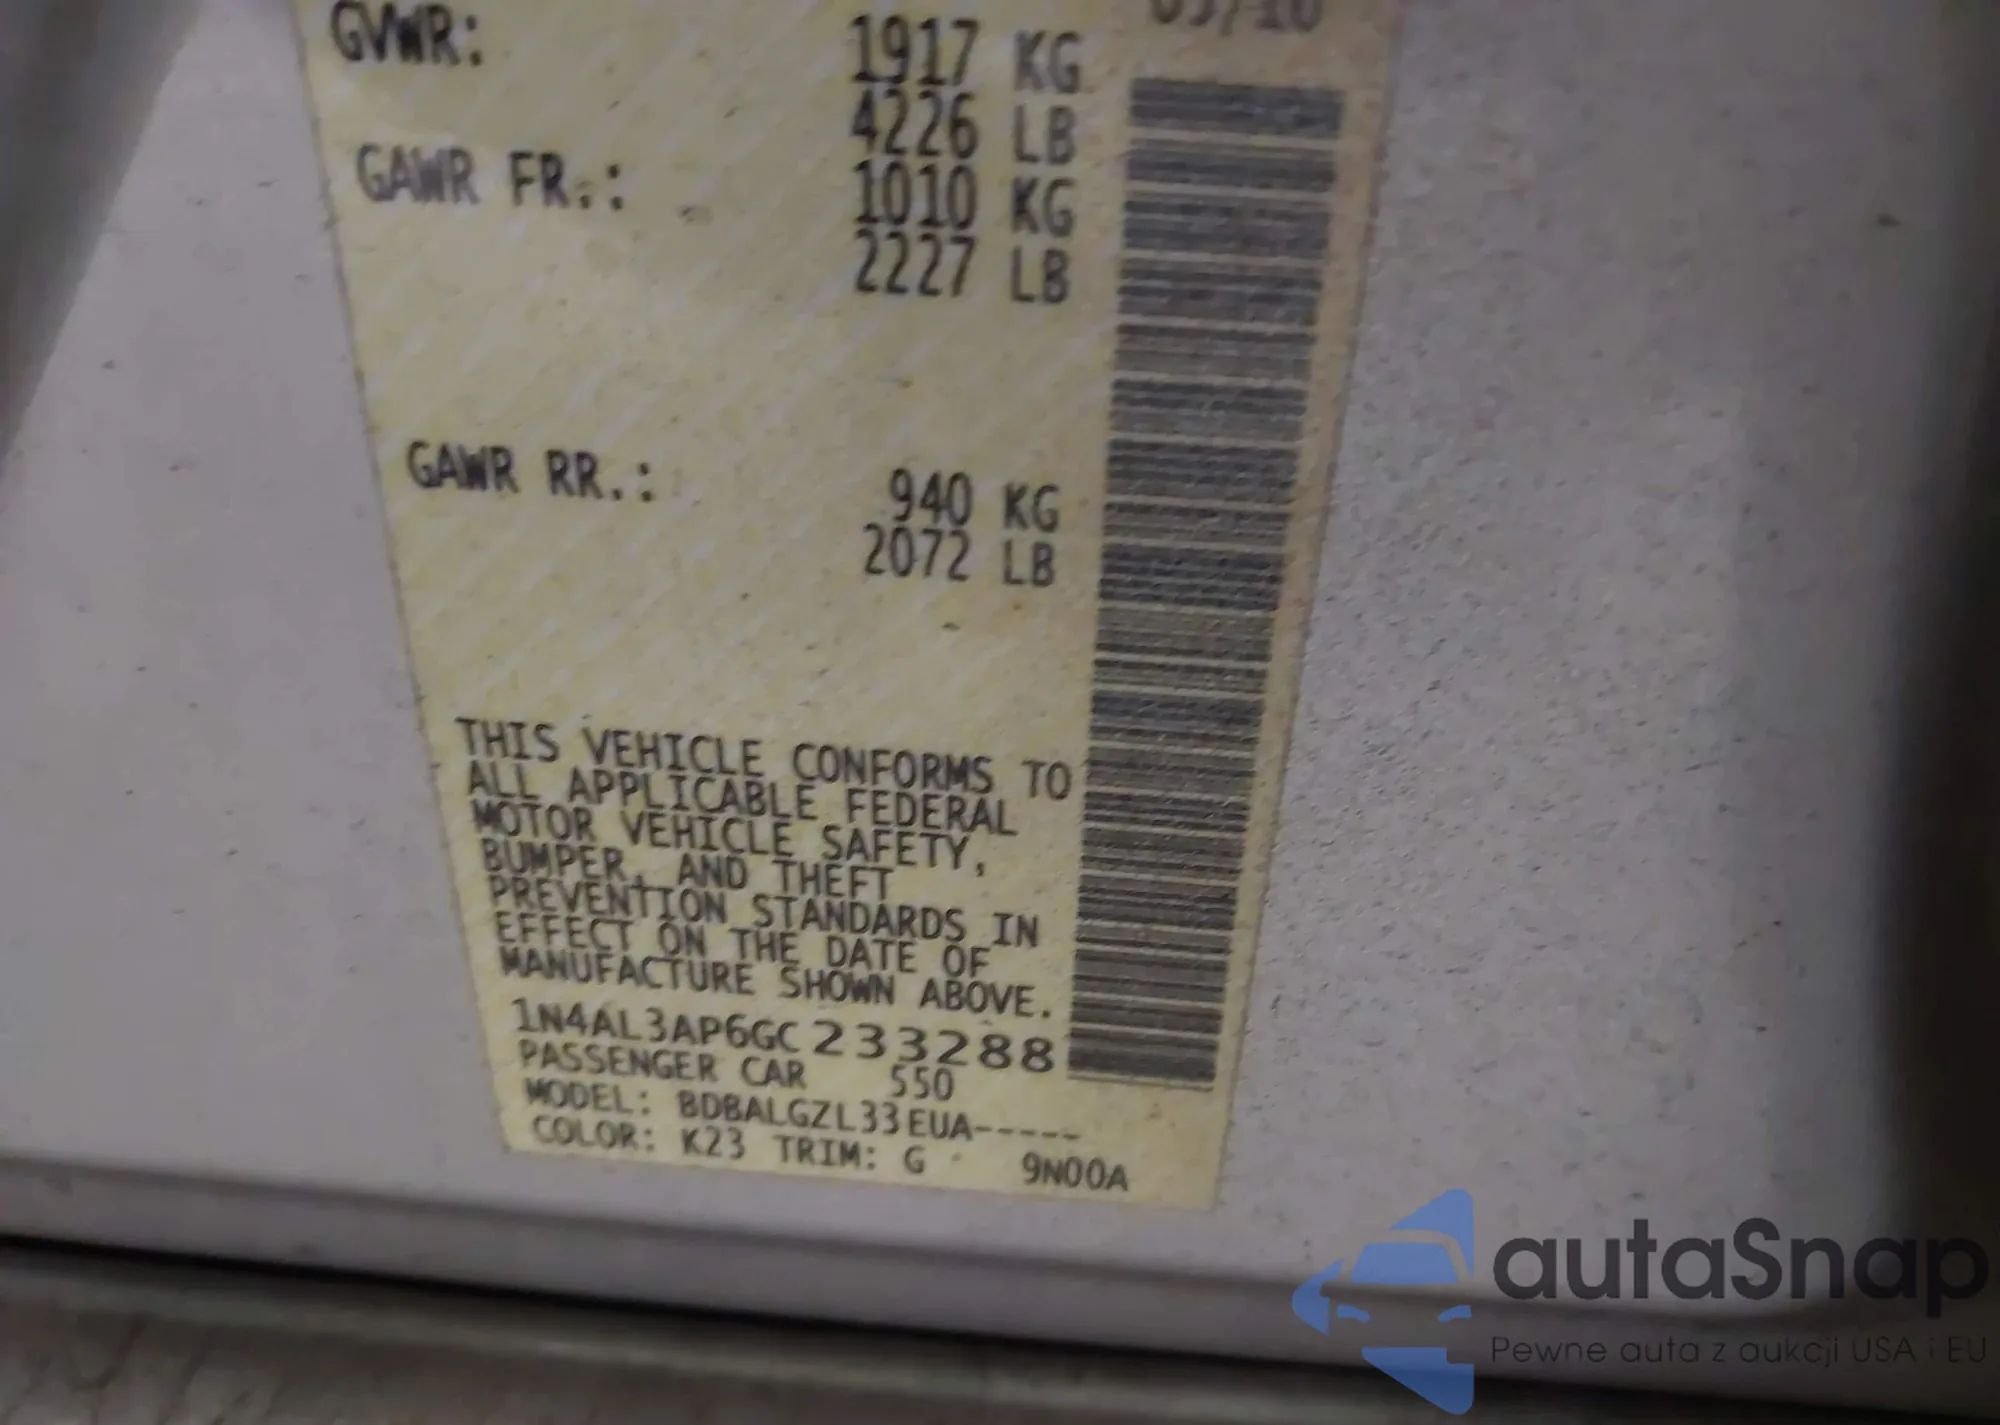 GVWR: 1917 KG
4226 LB
GAWR FR.: 1010 KG
2227 LB
GAWR RR.: 940 KG
2072 LB
THIS VEHICLE CONFORMS TO
ALL APPLICABLE FEDERAL
MOTOR VEHICLE SAFETY,
BUMPER, AND THEFT
PREVENTION STANDARDS IN
EFFECT ON THE DATE OF
MANUFACTURE SHOWN ABOVE.
1N4AL3AP6GC233288
PASSENGER CAR 550
MODEL: BDBALGZL33EUA-----
COLOR: K23 TRIM: G 9N00A
autaSnap
Pewne auta z aukcji USA i EU